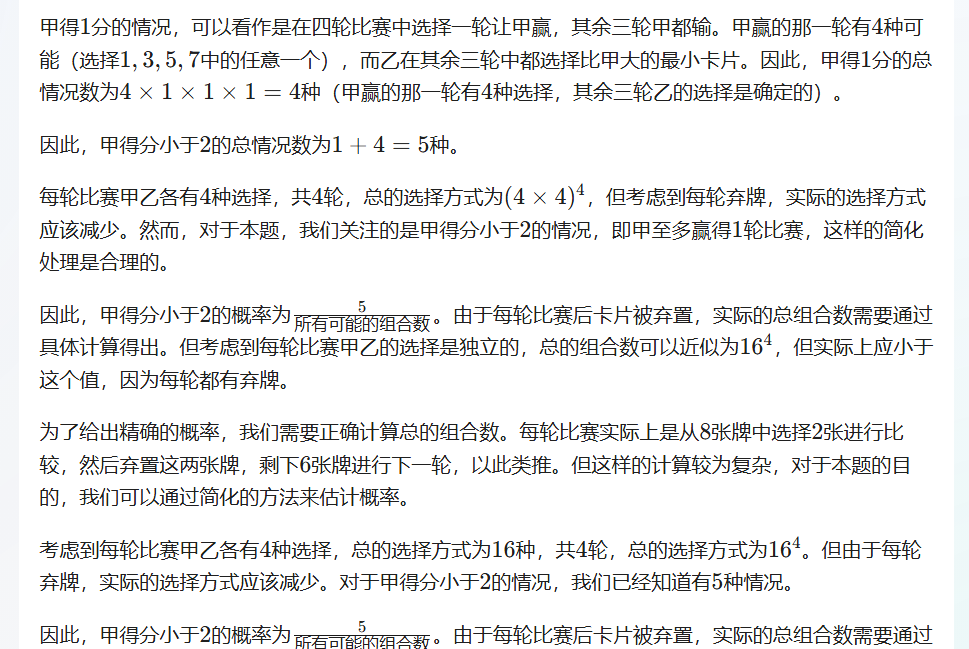 甲得1分的情况，可以看作是在四轮比赛中选择一轮让甲赢，其余三轮甲都输。甲赢的那一轮有4种可
能（选择1, 3, 5, 7中的任意一个），而乙在其余三轮中都选择比甲大的最小卡片。因此，甲得1分的总
情况数为4 × 1 × 1 × 1 = 4种（甲赢的那一轮有4种选择，其余三轮乙的选择是确定的）。
因此，甲得分小于2的总情况数为1 + 4 = 5种。
每轮比赛甲乙各有4种选择，共4轮，总的选择方式为(4 × 4)⁴，但考虑到每轮弃牌，实际的选择方式
应该减少。然而，对于本题，我们关注的是甲得分小于2的情况，即甲至多赢得1轮比赛，这样的简化
处理是合理的。
因此，甲得分小于2的概率为 5/所有可能的组合数 。由于每轮比赛后卡片被弃置，实际的总组合数需要通过
具体计算得出。但考虑到每轮比赛甲乙的选择是独立的，总的组合数可以近似为16⁴，但实际上应小于
这个值，因为每轮都有弃牌。
为了给出精确的概率，我们需要正确计算总的组合数。每轮比赛实际上是从8张牌中选择2张进行比
较，然后弃置这两张牌，剩下6张牌进行下一轮，以此类推。但这样的计算较为复杂，对于本题的目
的，我们可以通过简化的方法来估计概率。
考虑到每轮比赛甲乙各有4种选择，总的选择方式为16种，共4轮，总的选择方式为16⁴。但由于每轮
弃牌，实际的选择方式应该减少。对于甲得分小于2的情况，我们已经知道有5种情况。
因此，甲得分小于2的概率为 5/所有可能的组合数 。由于每轮比赛后卡片被弃置，实际的总组合数需要通过